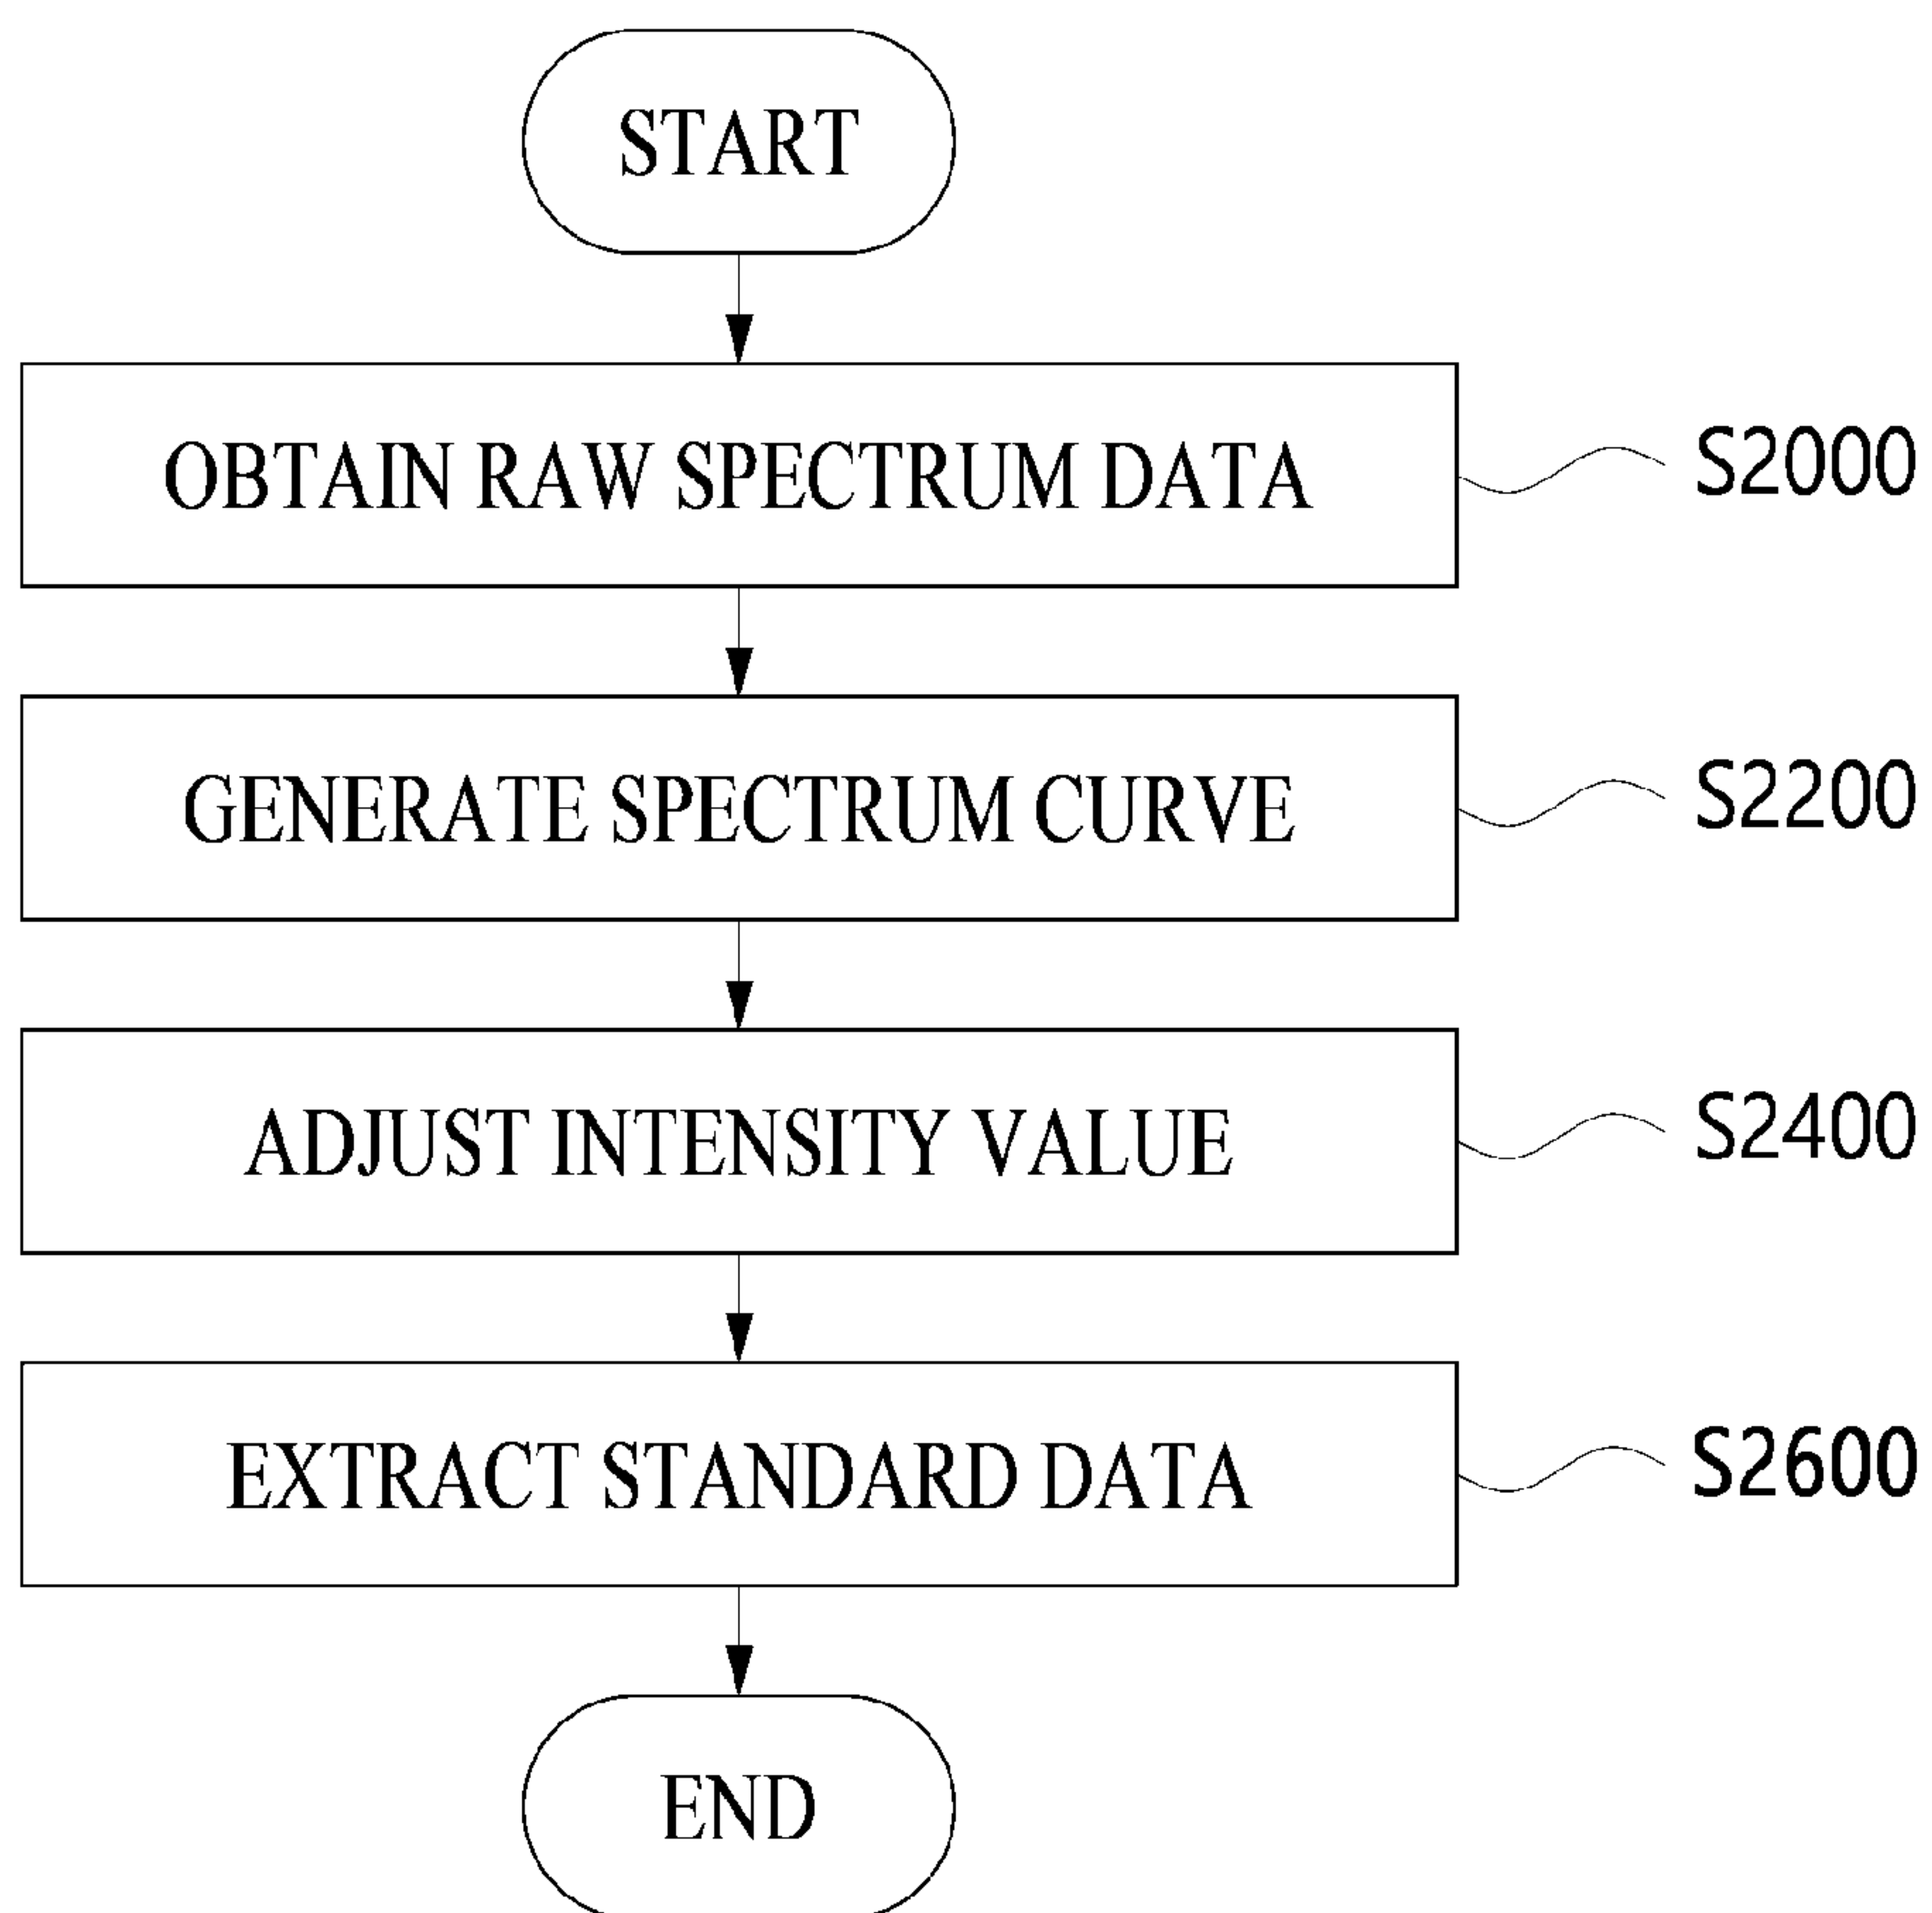 START
OBTAIN RAW SPECTRUM DATA
S2000
GENERATE SPECTRUM CURVE
S2200
ADJUST INTENSITY VALUE
S2400
EXTRACT STANDARD DATA
S2600
END